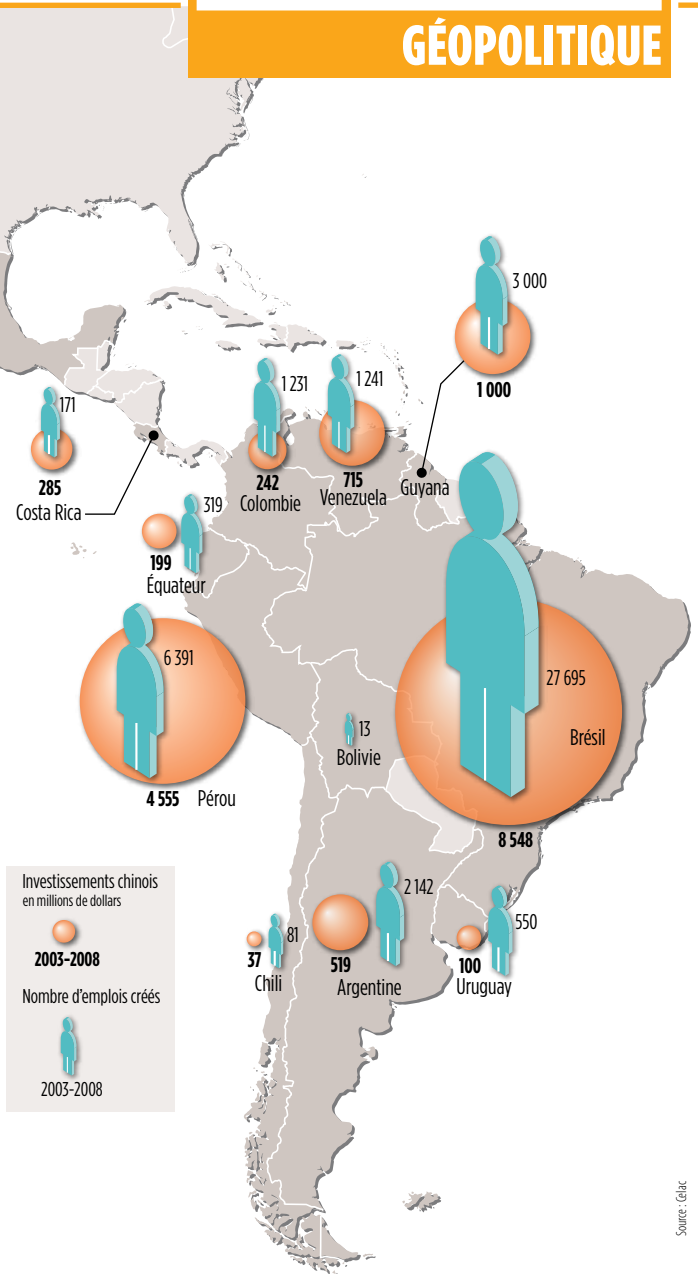 GÉOPOLITIQUE
3 000
1 000
Guyana
171
285
Costa Rica
1 231
242
Colombie
1 241
715
Venezuela
319
199
Équateur
6 391
4 555 Pérou
13
Bolivie
27 695
Brésil
8 548
81
37
Chili
2 142
519
Argentine
550
100
Uruguay
Investissements chinois
en millions de dollars
2003-2008
Nombre d'emplois créés
2003-2008
Source : Celac